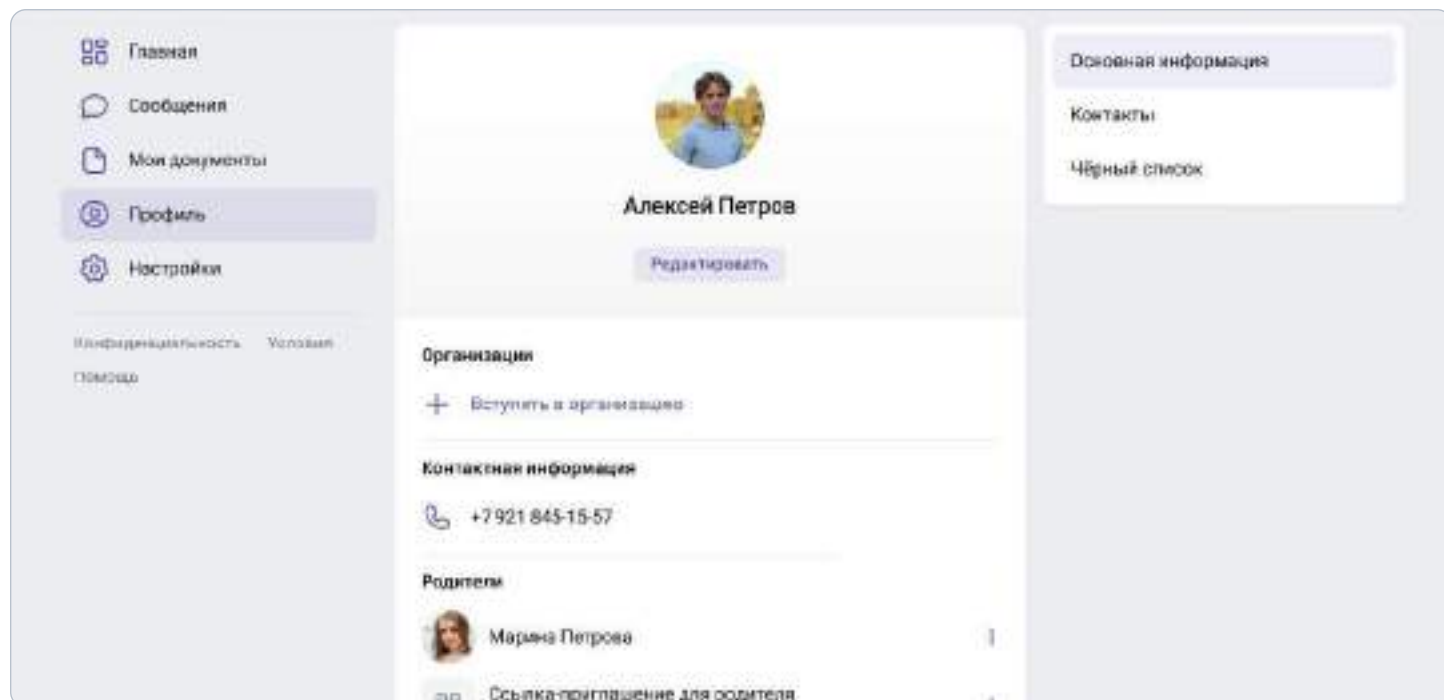 Главная
Сообщения
Мои документы
Профиль
Настройки
Конфиденциальность Условия
Помощь
Алексей Петров
Редактировать
Организации
Вступить в организацию
Контактная информация
+7 921 845-15-57
Родители
Марина Петрова
Ссылка-приглашение для родителя
Основная информация
Контакты
Чёрный список